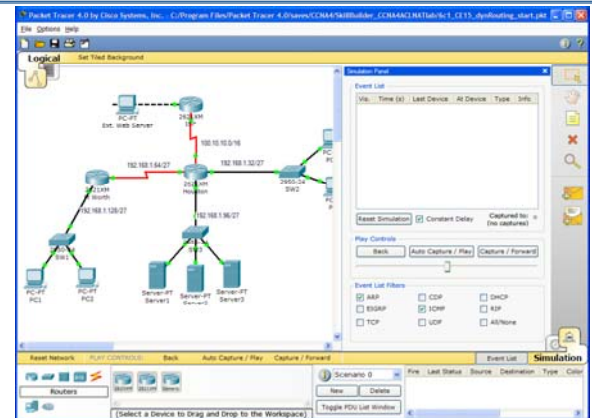 Packet Tracer 4.0 by Cisco Systems, Inc. - C:/Program Files/Packet Tracer 4.0/saves/CCNA4/SkillBuilder_CCNA4ACLNATlab/6c1_CE15_dynRouting_start.pkt
File Options Help
Logical Set Tiled Background
PC-PT
Ext. Web Server
2621XM
ISP
100.10.10.0/16
192.168.1.64/27
192.168.1.32/27
2621XM
Ft Worth
2621XM
Houston
2950-24
SW2
192.168.1.128/27
192.168.1.96/27
SW1
PC-PT
PC1
PC-PT
PC2
Server-PT
Server1
Server-PT
Server2
Server-PT
Server3
Simulation Panel
Event List
Vis. Time (s) Last Device At Device Type Info
Reset Simulation Constant Delay Captured to: (no captures)
Play Controls
Back Auto Capture / Play Capture / Forward
Event List Filters
ARP CDP DHCP
EIGRP ICMP RIP
TCP UDP All/None
Reset Network PLAY CONTROLS: Back Auto Capture / Play Capture / Forward Event List Simulation
Routers
(Select a Device to Drag and Drop to the Workspace)
Scenario 0
New Delete
Toggle PDU List Window
Fire Last Status Source Destination Type Color